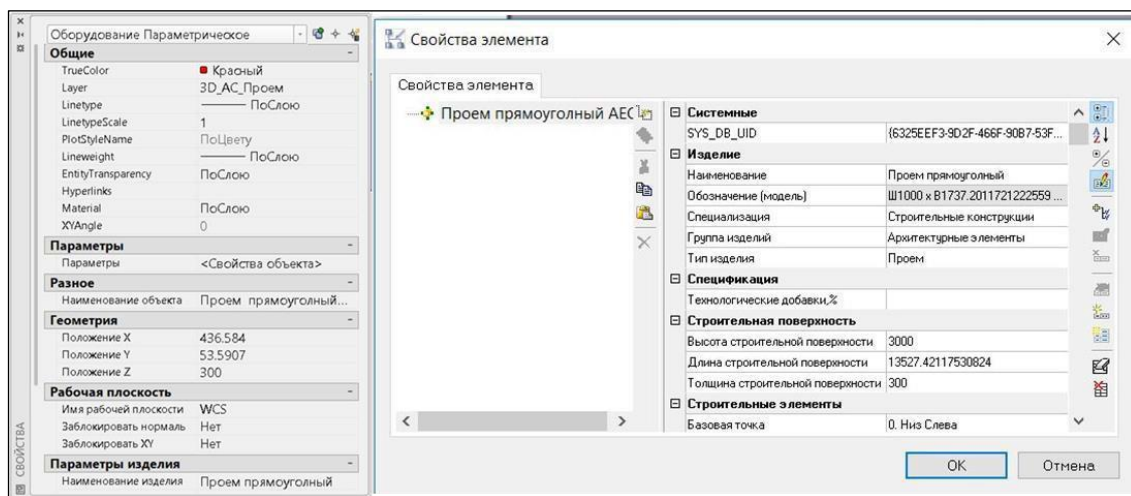 Оборудование Параметрическое
Общие
TrueColor Красный
Layer 3D_AC_Проем
Linetype ПоСлою
LinetypeScale 1
PlotStyleName ПоЦвету
Lineweight ПоСлою
EntityTransparency ПоСлою
Hyperlinks
Material ПоСлою
XYAngle 0
Параметры
Параметры <Свойства объекта>
Разное
Наименование объекта Проем прямоуголный...
Геометрия
Положение X 436.584
Положение Y 53.5907
Положение Z 300
Рабочая плоскость
Имя рабочей плоскости WCS
Заблокировать нормаль Нет
Заблокировать XY Нет
Параметры изделия
Наименование изделия Проем прямоуголный
СВОЙСТВА
Свойства элемента
Свойства элемента
Проем прямоуголный AEC
Системные
SYS_DB_UID {6325EEF3-9D2F-466F-90B7-53F...
Изделие
Наименование Проем прямоуголный
Обозначение (модель) Ш1000 x В1737.2011721222559 ...
Специализация Строительные конструкции
Группа изделий Архитектурные элементы
Тип изделия Проем
Спецификация
Технологические добавки,%
Строительная поверхность
Высота строительной поверхности 3000
Длина строительной поверхности 13527.42117530824
Толщина строительной поверхности 300
Строительные элементы
Базовая точка 0. Низ Слева
OK Отмена